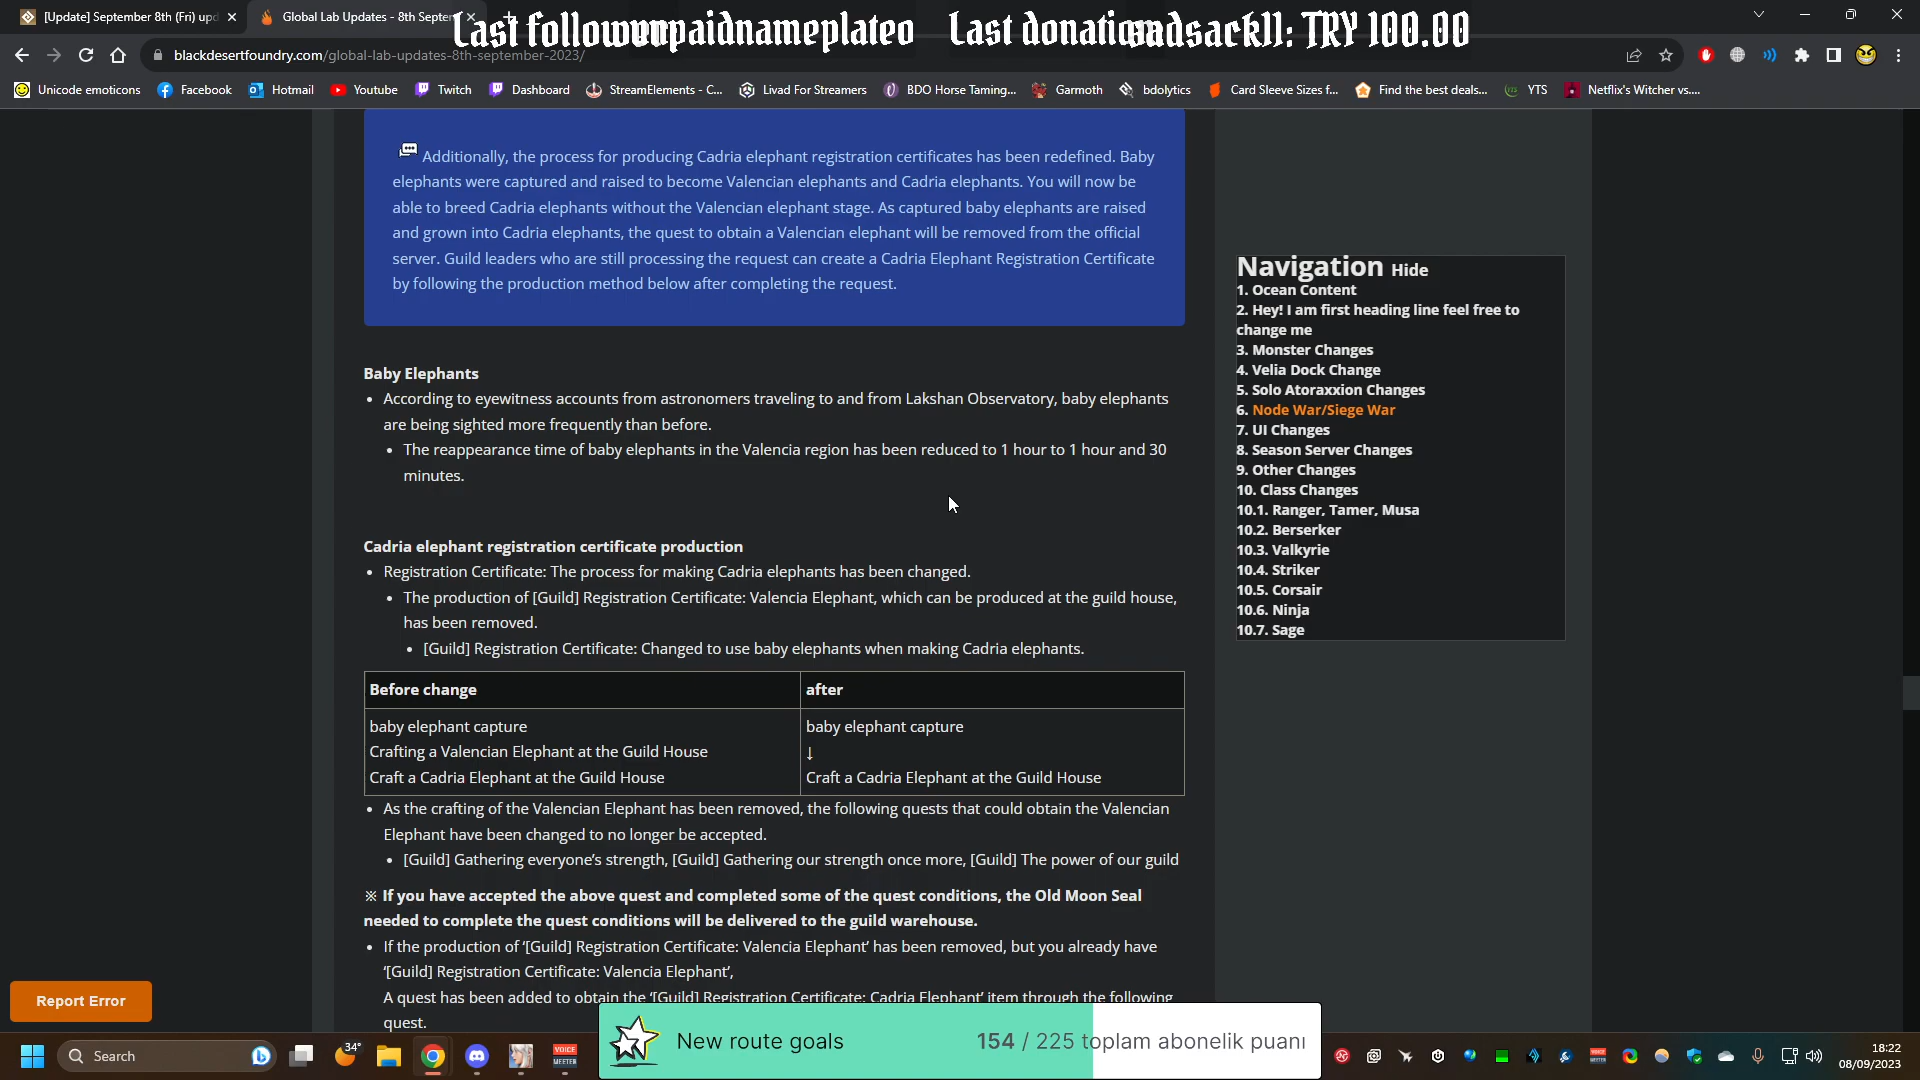 [Update] September 8th (Fri) upd
Global Lab Updates - 8th Septem
Last follower
unpaidnameplateo
Last donation
sadsackll: TRY 100.00
blackdesertfoundry.com/global-lab-updates-8th-september-2023/
Unicode emoticons
Facebook
Hotmail
Youtube
Twitch
Dashboard
StreamElements - C...
Livad For Streamers
BDO Horse Taming...
Garmoth
bdolytics
Card Sleeve Sizes f...
Find the best deals...
YTS
Netflix's Witcher vs....
Additionally, the process for producing Cadria elephant registration certificates has been redefined. Baby
elephants were captured and raised to become Valencian elephants and Cadria elephants. You will now be
able to breed Cadria elephants without the Valencian elephant stage. As captured baby elephants are raised
and grown into Cadria elephants, the quest to obtain a Valencian elephant will be removed from the official
server. Guild leaders who are still processing the request can create a Cadria Elephant Registration Certificate
by following the production method below after completing the request.
Baby Elephants
• According to eyewitness accounts from astronomers traveling to and from Lakshan Observatory, baby elephants
are being sighted more frequently than before.
• The reappearance time of baby elephants in the Valencia region has been reduced to 1 hour to 1 hour and 30
minutes.
Cadria elephant registration certificate production
• Registration Certificate: The process for making Cadria elephants has been changed.
• The production of [Guild] Registration Certificate: Valencia Elephant, which can be produced at the guild house,
has been removed.
• [Guild] Registration Certificate: Changed to use baby elephants when making Cadria elephants.
Before change
after
baby elephant capture
Crafting a Valencian Elephant at the Guild House
Craft a Cadria Elephant at the Guild House
baby elephant capture
↓
Craft a Cadria Elephant at the Guild House
• As the crafting of the Valencian Elephant has been removed, the following quests that could obtain the Valencian
Elephant have been changed to no longer be accepted.
• [Guild] Gathering everyone's strength, [Guild] Gathering our strength once more, [Guild] The power of our guild
※ If you have accepted the above quest and completed some of the quest conditions, the Old Moon Seal
needed to complete the quest conditions will be delivered to the guild warehouse.
• If the production of '[Guild] Registration Certificate: Valencia Elephant' has been removed, but you already have
'[Guild] Registration Certificate: Valencia Elephant',
A quest has been added to obtain the '[Guild] Registration Certificate: Cadria Elephant' item through the following
quest.
Navigation Hide
1. Ocean Content
2. Hey! I am first heading line feel free to
change me
3. Monster Changes
4. Velia Dock Change
5. Solo Atoraxxion Changes
6. Node War/Siege War
7. UI Changes
8. Season Server Changes
9. Other Changes
10. Class Changes
10.1. Ranger, Tamer, Musa
10.2. Berserker
10.3. Valkyrie
10.4. Striker
10.5. Corsair
10.6. Ninja
10.7. Sage
Report Error
New route goals
154 / 225 toplam abonelik puanı
Search
34°
VOICE
MEETER
18:22
08/09/2023